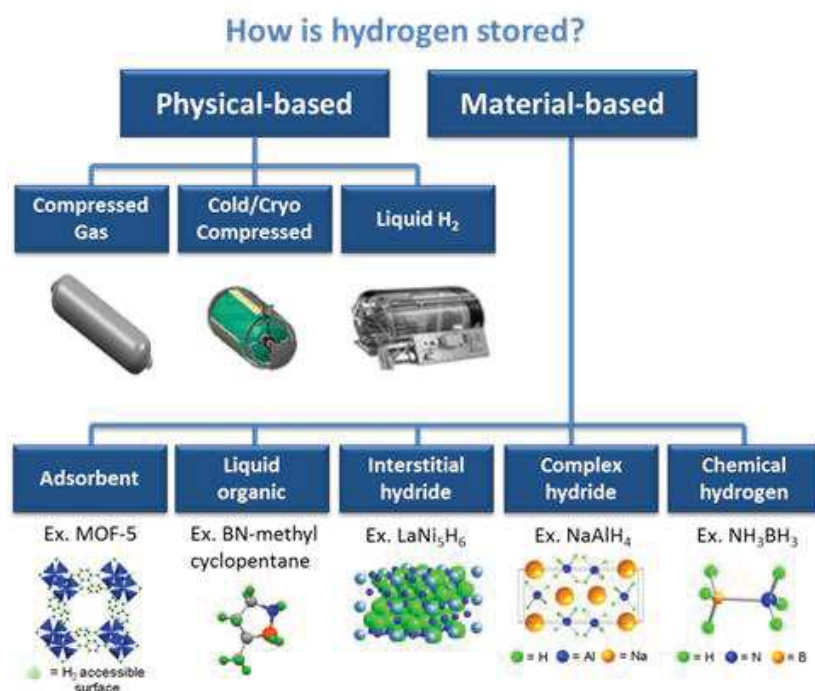 How is hydrogen stored?
Physical-based
Material-based
Compressed
Gas
Cold/Cryo
Compressed
Liquid H₂
Adsorbent
Liquid
organic
Interstitial
hydride
Complex
hydride
Chemical
hydrogen
Ex. MOF-5
Ex. BN-methyl
cyclopentane
Ex. LaNi₅H₆
Ex. NaAlH₄
Ex. NH₃BH₃
= H₂ accessible
surface
= H = Al = Na
= H = N = B